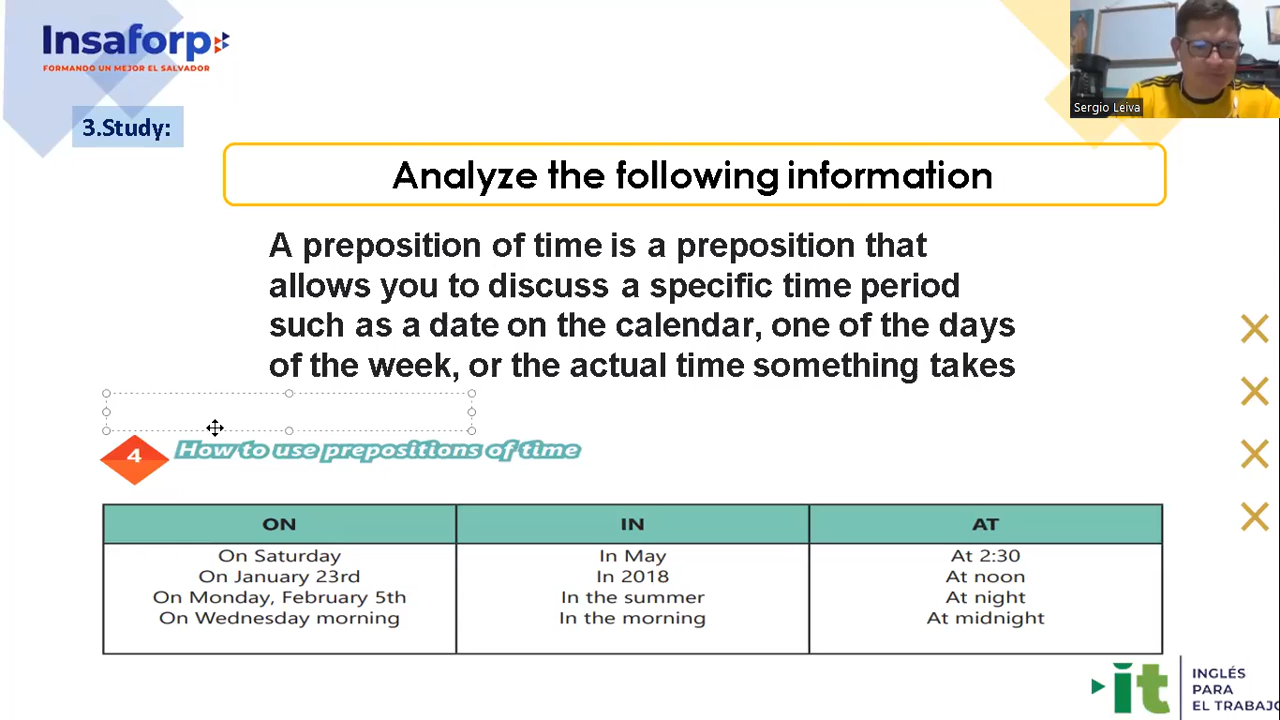 Insaforp
FORMANDO UN MEJOR EL SALVADOR
Sergio Leiva
3.Study:
Analyze the following information
A preposition of time is a preposition that
allows you to discuss a specific time period
such as a date on the calendar, one of the days
of the week, or the actual time something takes
4
How to use prepositions of time
ON
IN
AT
On Saturday
In May
At 2:30
On January 23rd
In 2018
At noon
On Monday, February 5th
In the summer
At night
On Wednesday morning
In the morning
At midnight
it
INGLÉS
PARA
EL TRABAJO